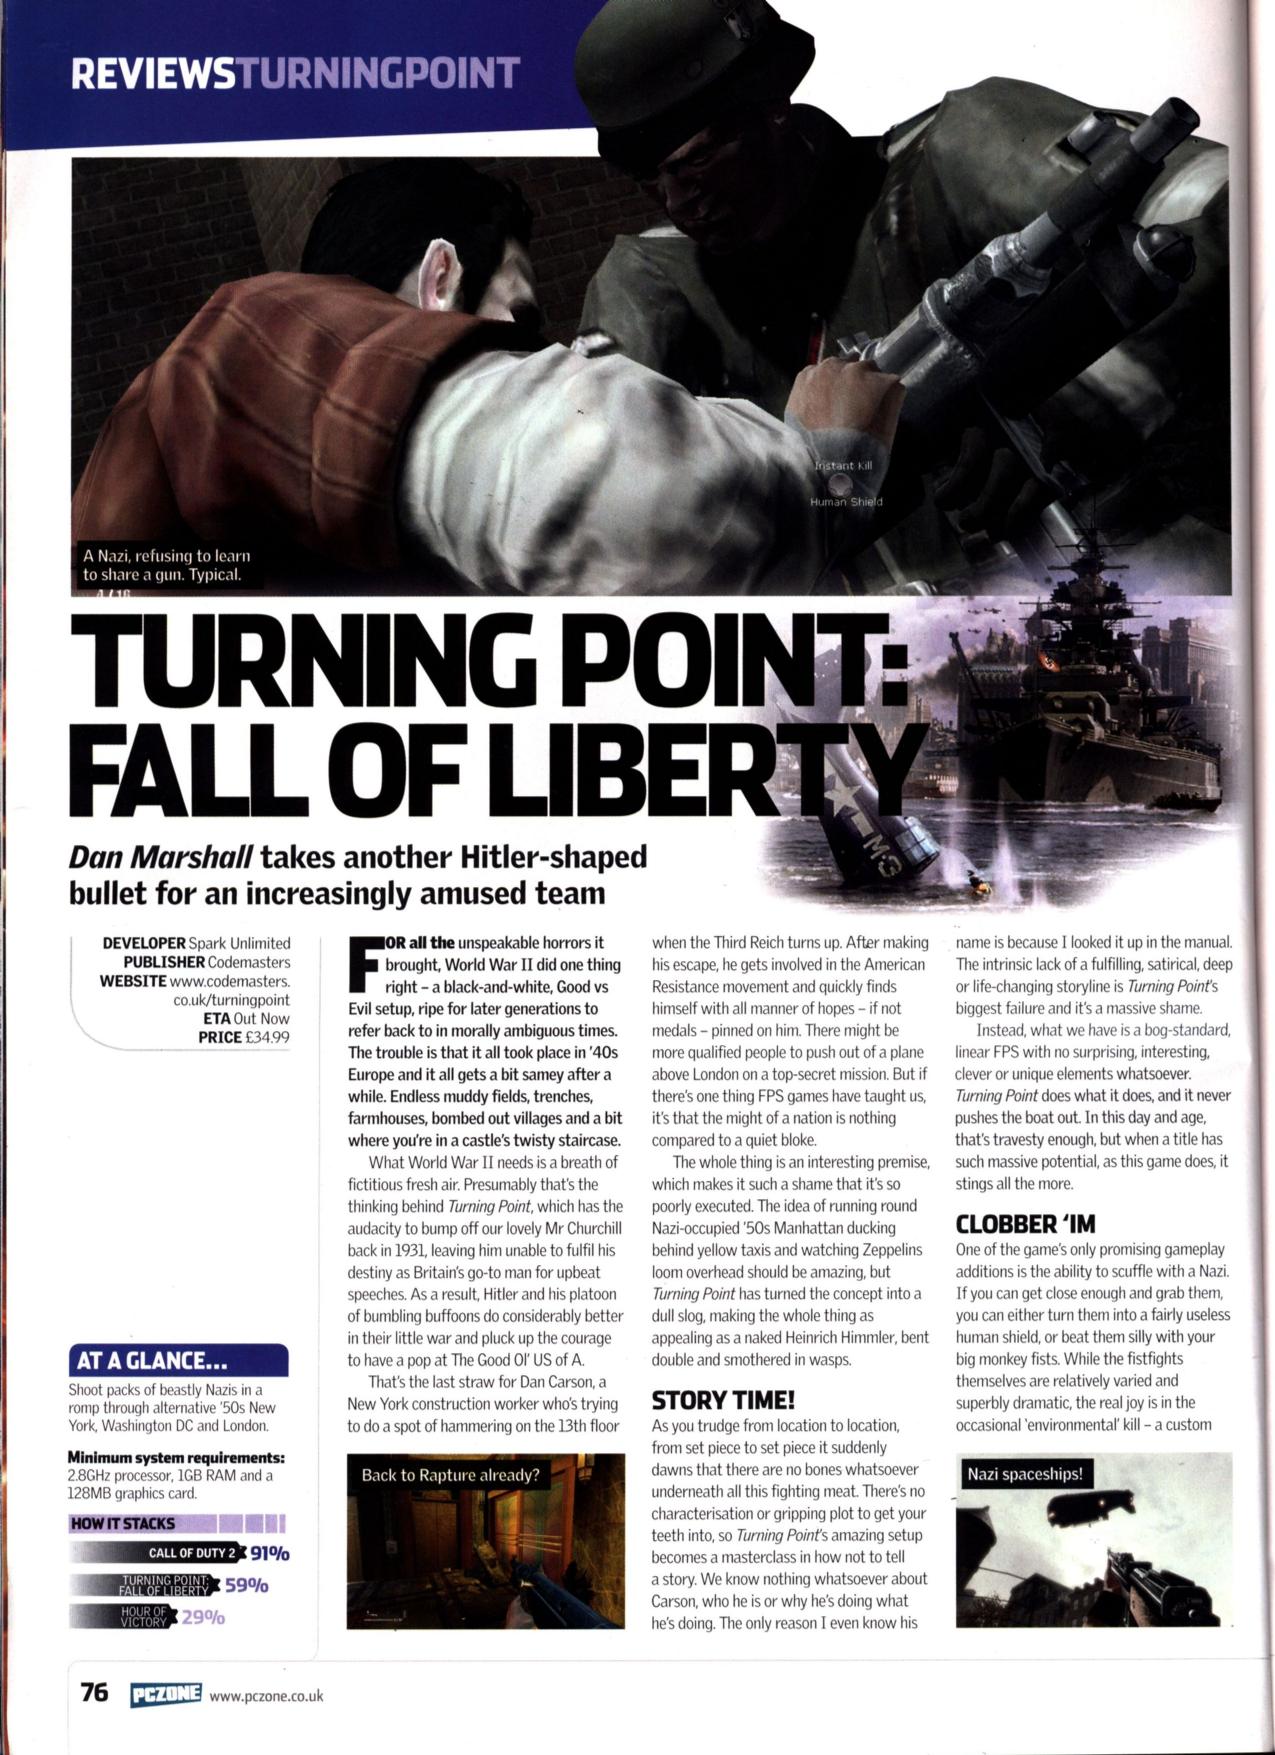 REVIEWSTURNINGPOINT
Instant Kill
Human Shield
A Nazi, refusing to learn
to share a gun. Typical.
4 / 16
TURNING POINT:
FALL OF LIBERTY
M3
Dan Marshall takes another Hitler-shaped
bullet for an increasingly amused team
DEVELOPER Spark Unlimited
PUBLISHER Codemasters
WEBSITE www.codemasters.
co.uk/turningpoint
ETA Out Now
PRICE £34.99
AT A GLANCE...
Shoot packs of beastly Nazis in a
romp through alternative '50s New
York, Washington DC and London.
Minimum system requirements:
2.8GHz processor, 1GB RAM and a
128MB graphics card.
HOW IT STACKS
CALL OF DUTY 2 91%
TURNING POINT:
FALL OF LIBERTY 59%
HOUR OF
VICTORY 29%
FOR all the unspeakable horrors it
brought, World War II did one thing
right – a black-and-white, Good vs
Evil setup, ripe for later generations to
refer back to in morally ambiguous times.
The trouble is that it all took place in '40s
Europe and it all gets a bit samey after a
while. Endless muddy fields, trenches,
farmhouses, bombed out villages and a bit
where you're in a castle's twisty staircase.
What World War II needs is a breath of
fictitious fresh air. Presumably that's the
thinking behind Turning Point, which has the
audacity to bump off our lovely Mr Churchill
back in 1931, leaving him unable to fulfil his
destiny as Britain's go-to man for upbeat
speeches. As a result, Hitler and his platoon
of bumbling buffoons do considerably better
in their little war and pluck up the courage
to have a pop at The Good Ol' US of A.
That's the last straw for Dan Carson, a
New York construction worker who's trying
to do a spot of hammering on the 13th floor
Back to Rapture already?
when the Third Reich turns up. After making
his escape, he gets involved in the American
Resistance movement and quickly finds
himself with all manner of hopes – if not
medals – pinned on him. There might be
more qualified people to push out of a plane
above London on a top-secret mission. But if
there's one thing FPS games have taught us,
it's that the might of a nation is nothing
compared to a quiet bloke.
The whole thing is an interesting premise,
which makes it such a shame that it's so
poorly executed. The idea of running round
Nazi-occupied '50s Manhattan ducking
behind yellow taxis and watching Zeppelins
loom overhead should be amazing, but
Turning Point has turned the concept into a
dull slog, making the whole thing as
appealing as a naked Heinrich Himmler, bent
double and smothered in wasps.
STORY TIME!
As you trudge from location to location,
from set piece to set piece it suddenly
dawns that there are no bones whatsoever
underneath all this fighting meat. There's no
characterisation or gripping plot to get your
teeth into, so Turning Point's amazing setup
becomes a masterclass in how not to tell
a story. We know nothing whatsoever about
Carson, who he is or why he's doing what
he's doing. The only reason I even know his
name is because I looked it up in the manual.
The intrinsic lack of a fulfilling, satirical, deep
or life-changing storyline is Turning Point's
biggest failure and it's a massive shame.
Instead, what we have is a bog-standard,
linear FPS with no surprising, interesting,
clever or unique elements whatsoever.
Turning Point does what it does, and it never
pushes the boat out. In this day and age,
that's travesty enough, but when a title has
such massive potential, as this game does, it
stings all the more.
CLOBBER 'IM
One of the game's only promising gameplay
additions is the ability to scuffle with a Nazi.
If you can get close enough and grab them,
you can either turn them into a fairly useless
human shield, or beat them silly with your
big monkey fists. While the fistfights
themselves are relatively varied and
superbly dramatic, the real joy is in the
occasional 'environmental' kill – a custom
Nazi spaceships!
76 PCZONE www.pczone.co.uk